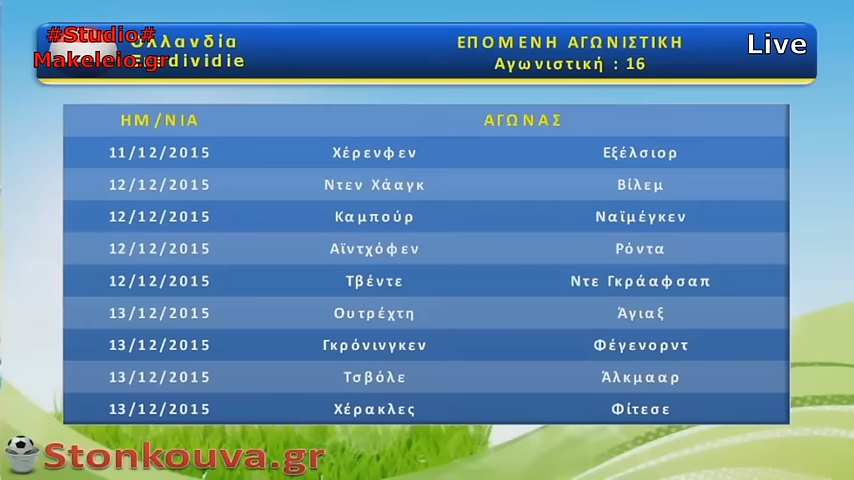 #Studio#
Makeleio.gr
Ολλανδία
Eredividie
ΕΠΟΜΕΝΗ ΑΓΩΝΙΣΤΙΚΗ
Αγωνιστική : 16
Live
ΗΜ/ΝΙΑ ΑΓΩΝΑΣ
11/12/2015 Χέρενφεν Εξέλσιορ
12/12/2015 Ντεν Χάαγκ Βίλεμ
12/12/2015 Καμπούρ Ναϊμέγκεν
12/12/2015 Αϊντχόφεν Ρόντα
12/12/2015 Τβέντε Ντε Γκράαφσαπ
13/12/2015 Ουτρέχτη Άγιαξ
13/12/2015 Γκρόνινγκεν Φέγενορντ
13/12/2015 Τσβόλε Άλκμααρ
13/12/2015 Χέρακλες Φίτεσε
Stonkouva.gr